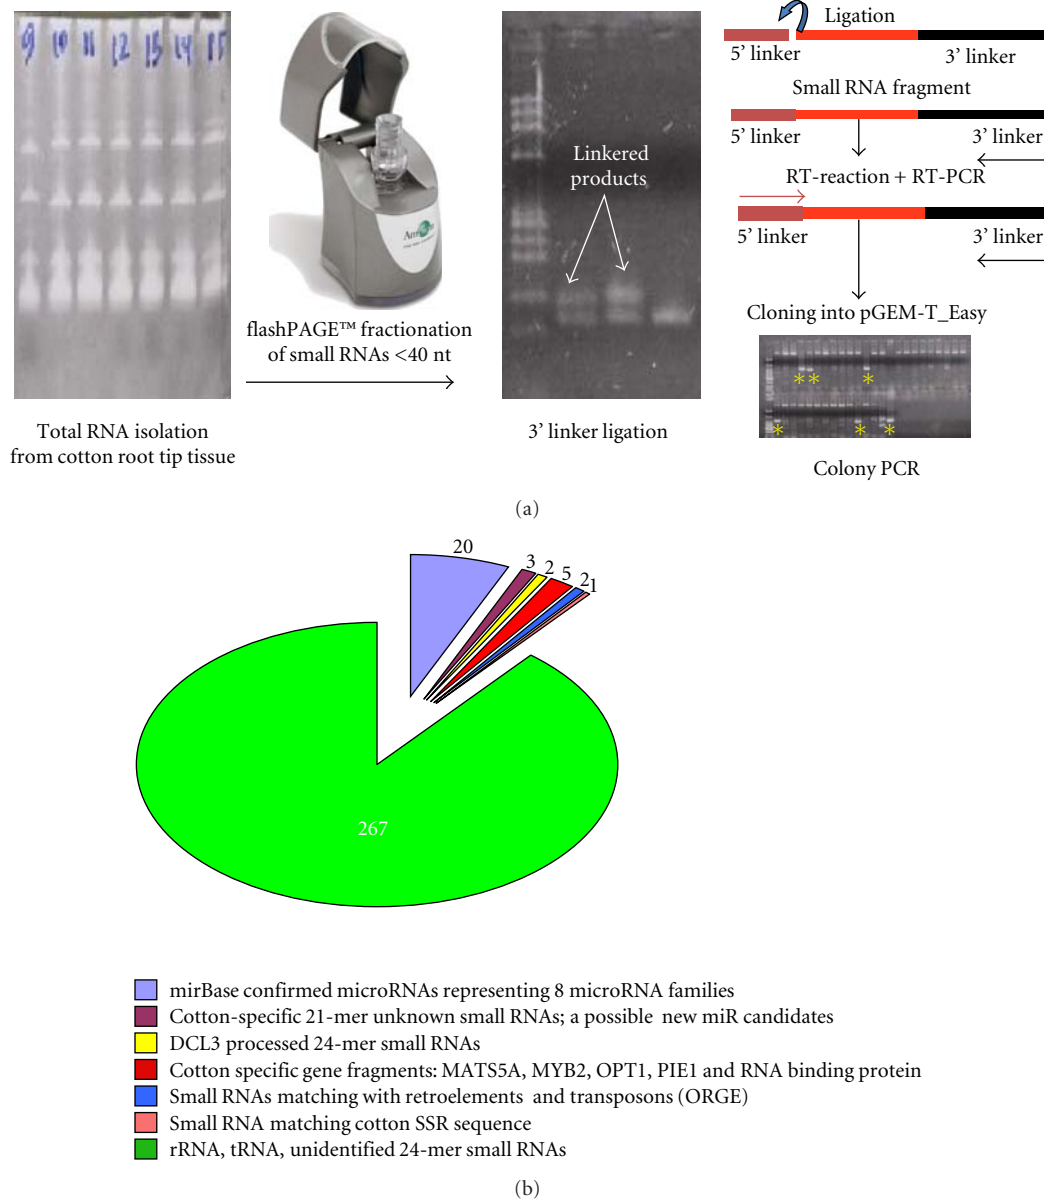 9 10 11 12 13 14 15
Ligation
5’ linker
3’ linker
Small RNA fragment
5’ linker
3’ linker
Linkered
products
RT-reaction + RT-PCR
5’ linker
3’ linker
Cloning into pGEM-T_Easy
flashPAGE™ fractionation
of small RNAs <40 nt
Total RNA isolation
from cotton root tip tissue
3’ linker ligation
* * *
* * *
Colony PCR
(a)
20
3
2
5
2
1
267
mirBase confirmed microRNAs representing 8 microRNA families
Cotton-specific 21-mer unknown small RNAs; a possible new miR candidates
DCL3 processed 24-mer small RNAs
Cotton specific gene fragments: MATS5A, MYB2, OPT1, PIE1 and RNA binding protein
Small RNAs matching with retroelements and transposons (ORGE)
Small RNA matching cotton SSR sequence
rRNA, tRNA, unidentified 24-mer small RNAs
(b)